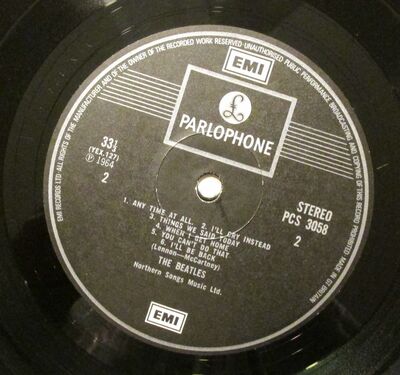 EMI RECORDS LTD · ALL RIGHTS OF THE MANUFACTURER AND OF THE OWNER OF THE RECORDED WORK RESERVED · UNAUTHORISED PUBLIC PERFORMANCE BROADCASTING AND COPYING OF THIS RECORD PROHIBITED · MADE IN GT BRITAIN
EMI
£
PARLOPHONE
33⅓
(YEX.127)
℗ 1964
2
STEREO
PCS 3058
2
1. ANY TIME AT ALL. 2. I'LL CRY INSTEAD
3. THINGS WE SAID TODAY
4. WHEN I GET HOME
5. YOU CAN'T DO THAT
6. I'LL BE BACK
(Lennon—McCartney)
THE BEATLES
Northern Songs Music Ltd.
EMI